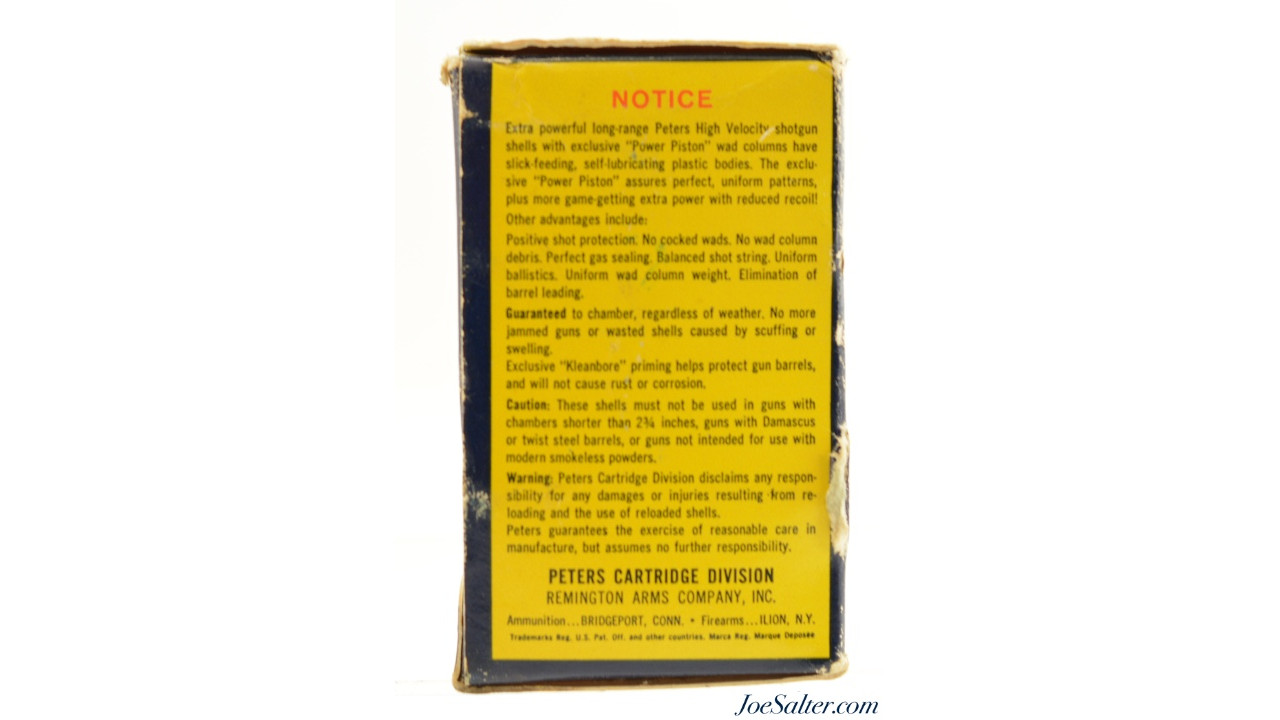 NOTICE
Extra powerful long-range Peters High Velocity shotgun
shells with exclusive "Power Piston" wad columns have
slick-feeding, self-lubricating plastic bodies. The exclu-
sive "Power Piston" assures perfect, uniform patterns,
plus more game-getting extra power with reduced recoil!
Other advantages include:
Positive shot protection. No cocked wads. No wad column
debris. Perfect gas sealing. Balanced shot string. Uniform
ballistics. Uniform wad column weight. Elimination of
barrel leading.
Guaranteed to chamber, regardless of weather. No more
jammed guns or wasted shells caused by scuffing or
swelling.
Exclusive "Kleanbore" priming helps protect gun barrels,
and will not cause rust or corrosion.
Caution: These shells must not be used in guns with
chambers shorter than 2¾ inches, guns with Damascus
or twist steel barrels, or guns not intended for use with
modern smokeless powders.
Warning: Peters Cartridge Division disclaims any respon-
sibility for any damages or injuries resulting from re-
loading and the use of reloaded shells.
Peters guarantees the exercise of reasonable care in
manufacture, but assumes no further responsibility.
PETERS CARTRIDGE DIVISION
REMINGTON ARMS COMPANY, INC.
Ammunition...BRIDGEPORT, CONN. • Firearms...ILION, N.Y.
Trademarks Reg. U.S. Pat. Off. and other countries. Marca Reg. Marque Deposée
JoeSalter.com